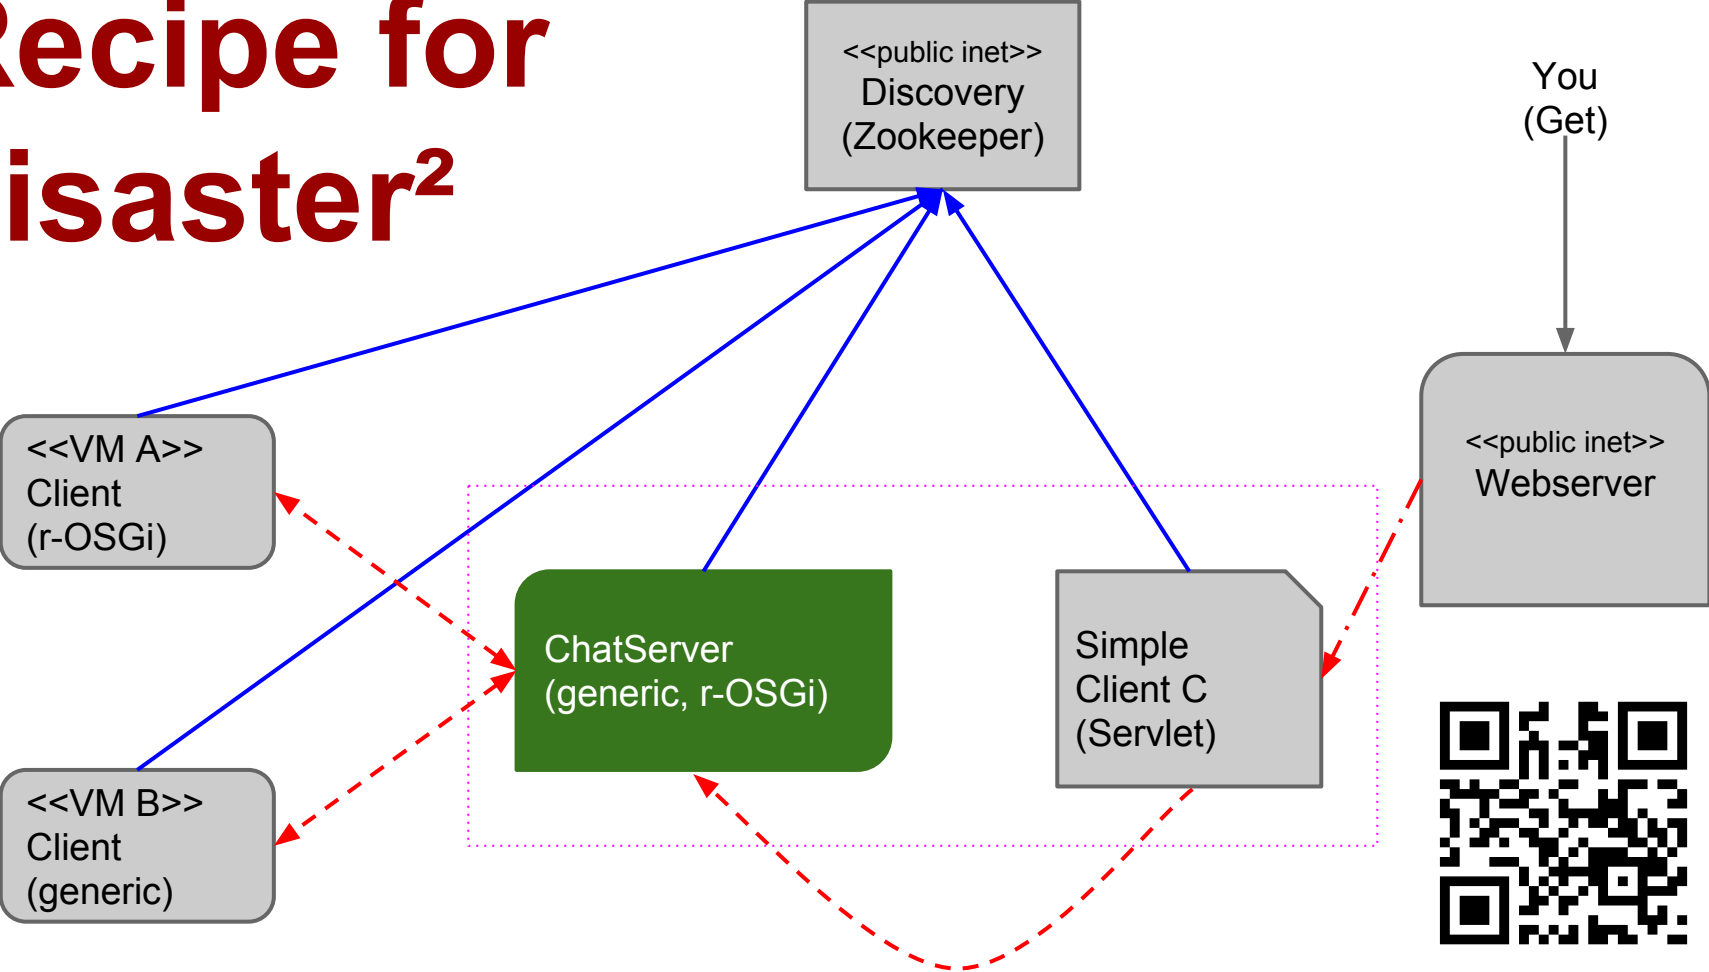 Recipe for
isaster²
<<public inet>>
Discovery
(Zookeeper)
You
(Get)
<<VM A>>
Client
(r-OSGi)
<<public inet>>
Webserver
ChatServer
(generic, r-OSGi)
Simple
Client C
(Servlet)
<<VM B>>
Client
(generic)